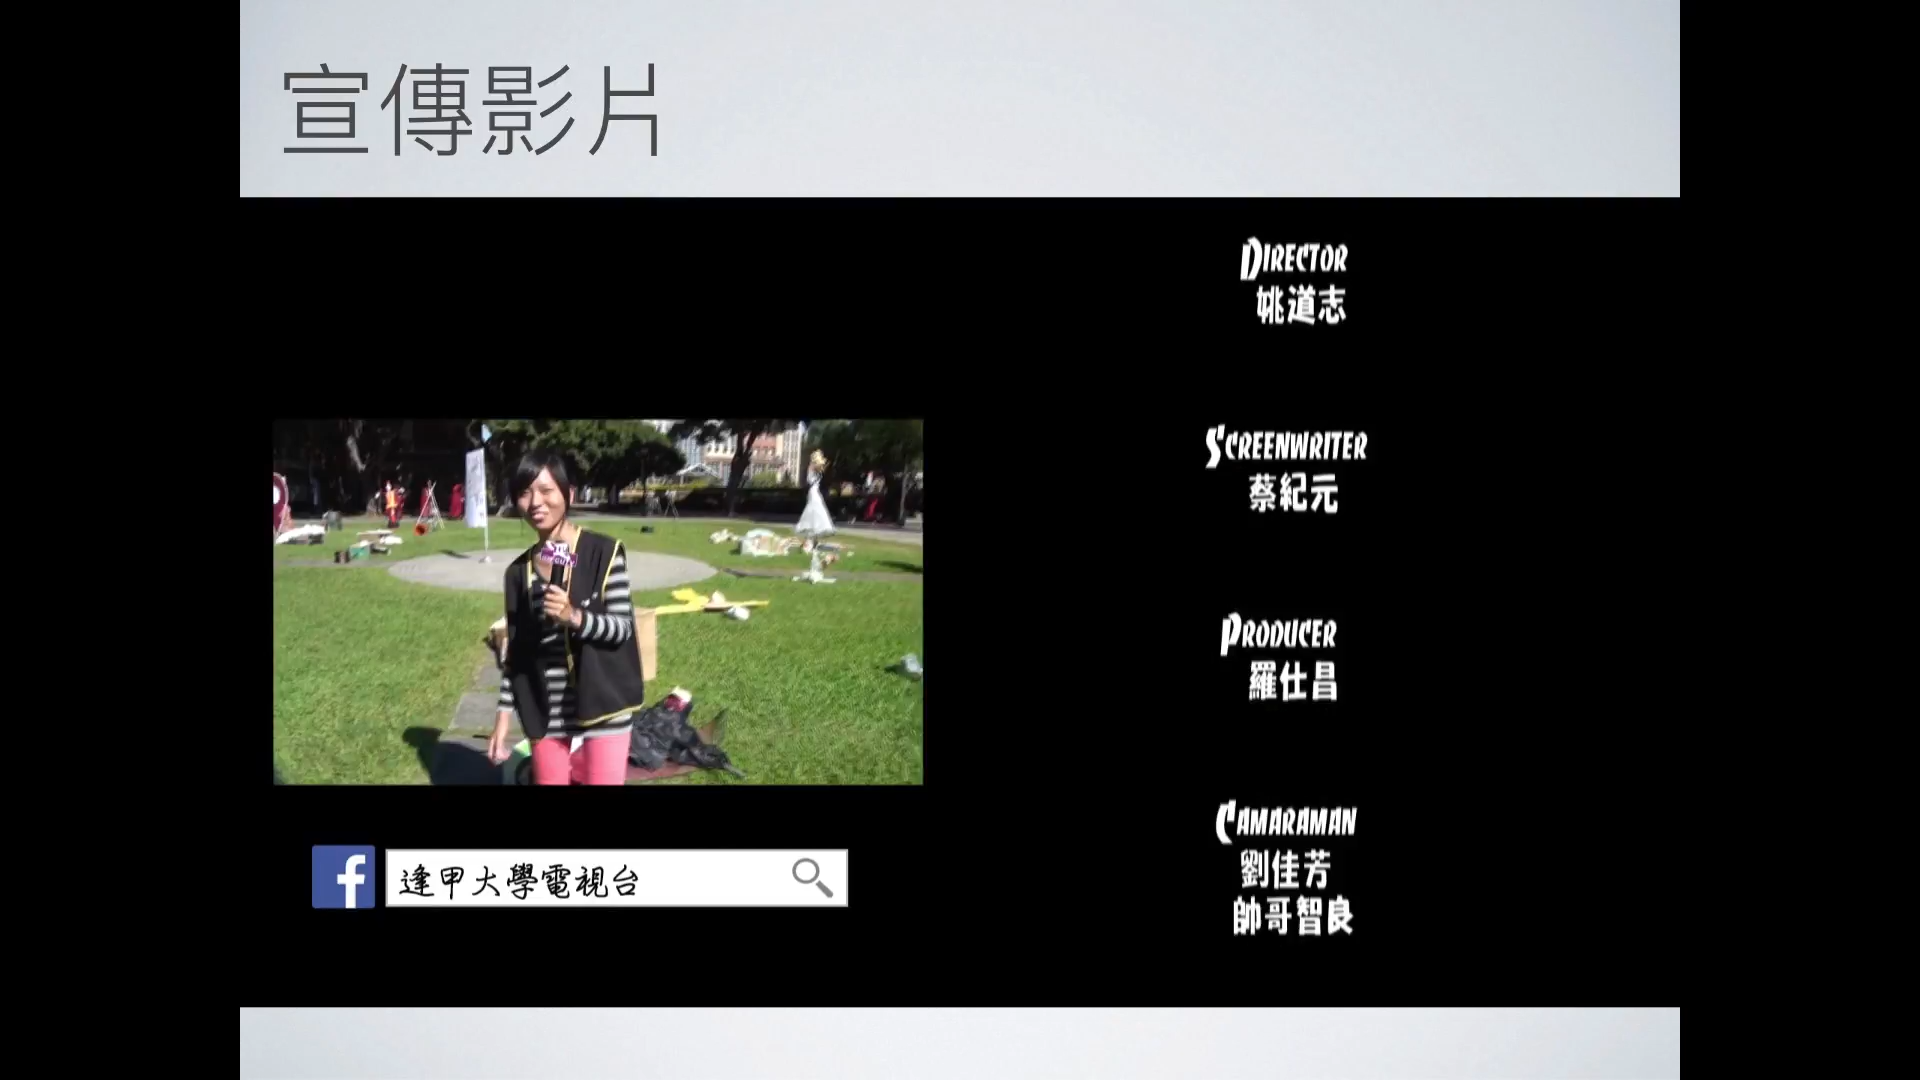 宣傳影片
DIRECTOR
姚道志
SCREENWRITER
蔡紀元
PRODUCER
羅仕昌
CAMARAMAN
劉佳芳
帥哥智良
逢甲大學電視台